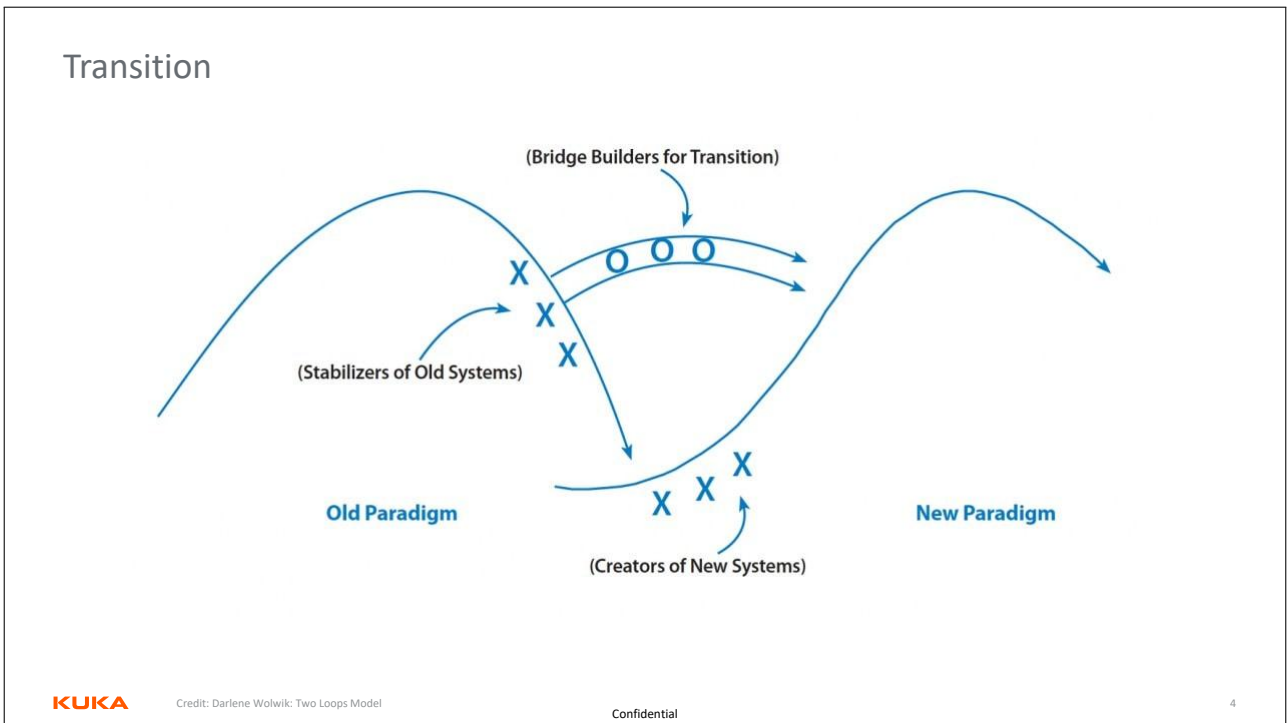 Transition
(Bridge Builders for Transition)
O O O
X
X
X
(Stabilizers of Old Systems)
X
X
X
Old Paradigm
New Paradigm
(Creators of New Systems)
KUKA
Credit: Darlene Wolwik: Two Loops Model
4
Confidential